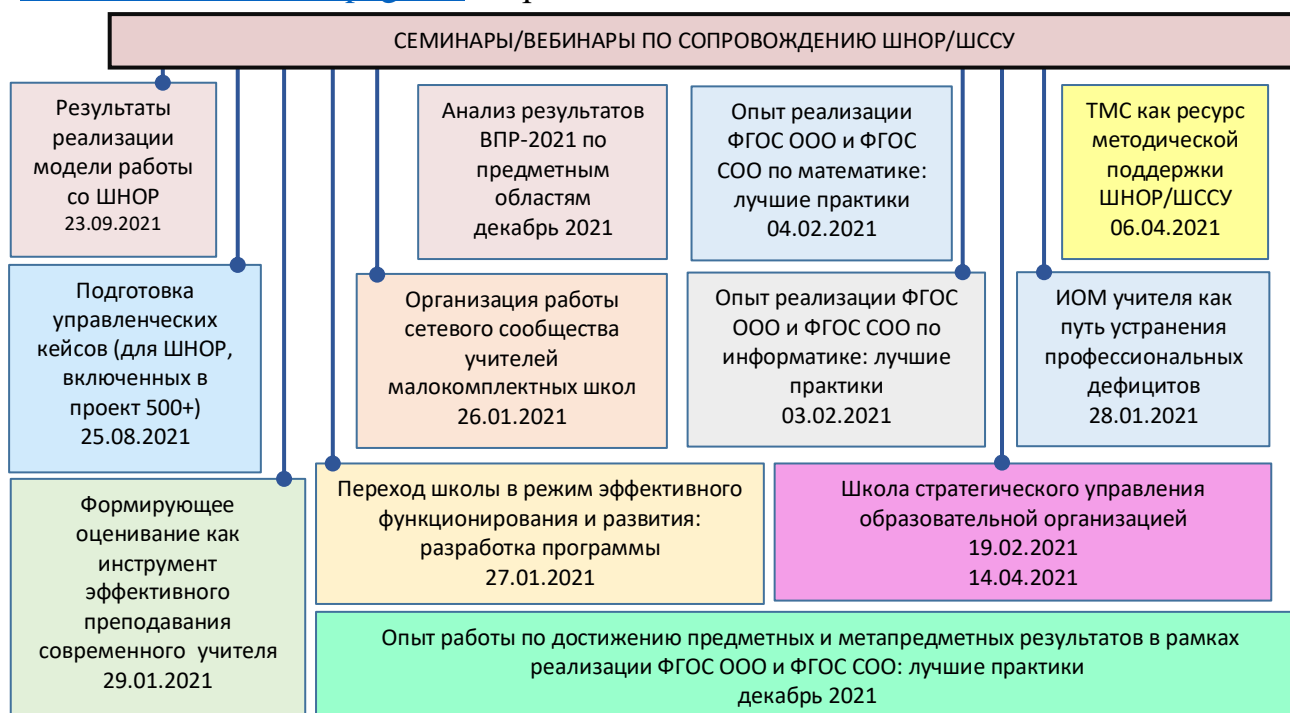 СЕМИНАРЫ/ВЕБИНАРЫ ПО СОПРОВОЖДЕНИЮ ШНОР/ШССУ
Результаты
реализации
модели работы
со ШНОР
23.09.2021
Анализ результатов
ВПР-2021 по
предметным
областям
декабрь 2021
Опыт реализации
ФГОС ООО и ФГОС
СОО по математике:
лучшие практики
04.02.2021
ТМС как ресурс
методической
поддержки
ШНОР/ШССУ
06.04.2021
Подготовка
управленческих
кейсов (для ШНОР,
включенных в
проект 500+)
25.08.2021
Организация работы
сетевого сообщества
учителей
малокомплектных школ
26.01.2021
Опыт реализации ФГОС
ООО и ФГОС СОО по
информатике: лучшие
практики
03.02.2021
ИОМ учителя как
путь устранения
профессиональных
дефицитов
28.01.2021
Формирующее
оценивание как
инструмент
эффективного
преподавания
современного учителя
29.01.2021
Переход школы в режим эффективного
функционирования и развития:
разработка программы
27.01.2021
Школа стратегического управления
образовательной организацией
19.02.2021
14.04.2021
Опыт работы по достижению предметных и метапредметных результатов в рамках
реализации ФГОС ООО и ФГОС СОО: лучшие практики
декабрь 2021